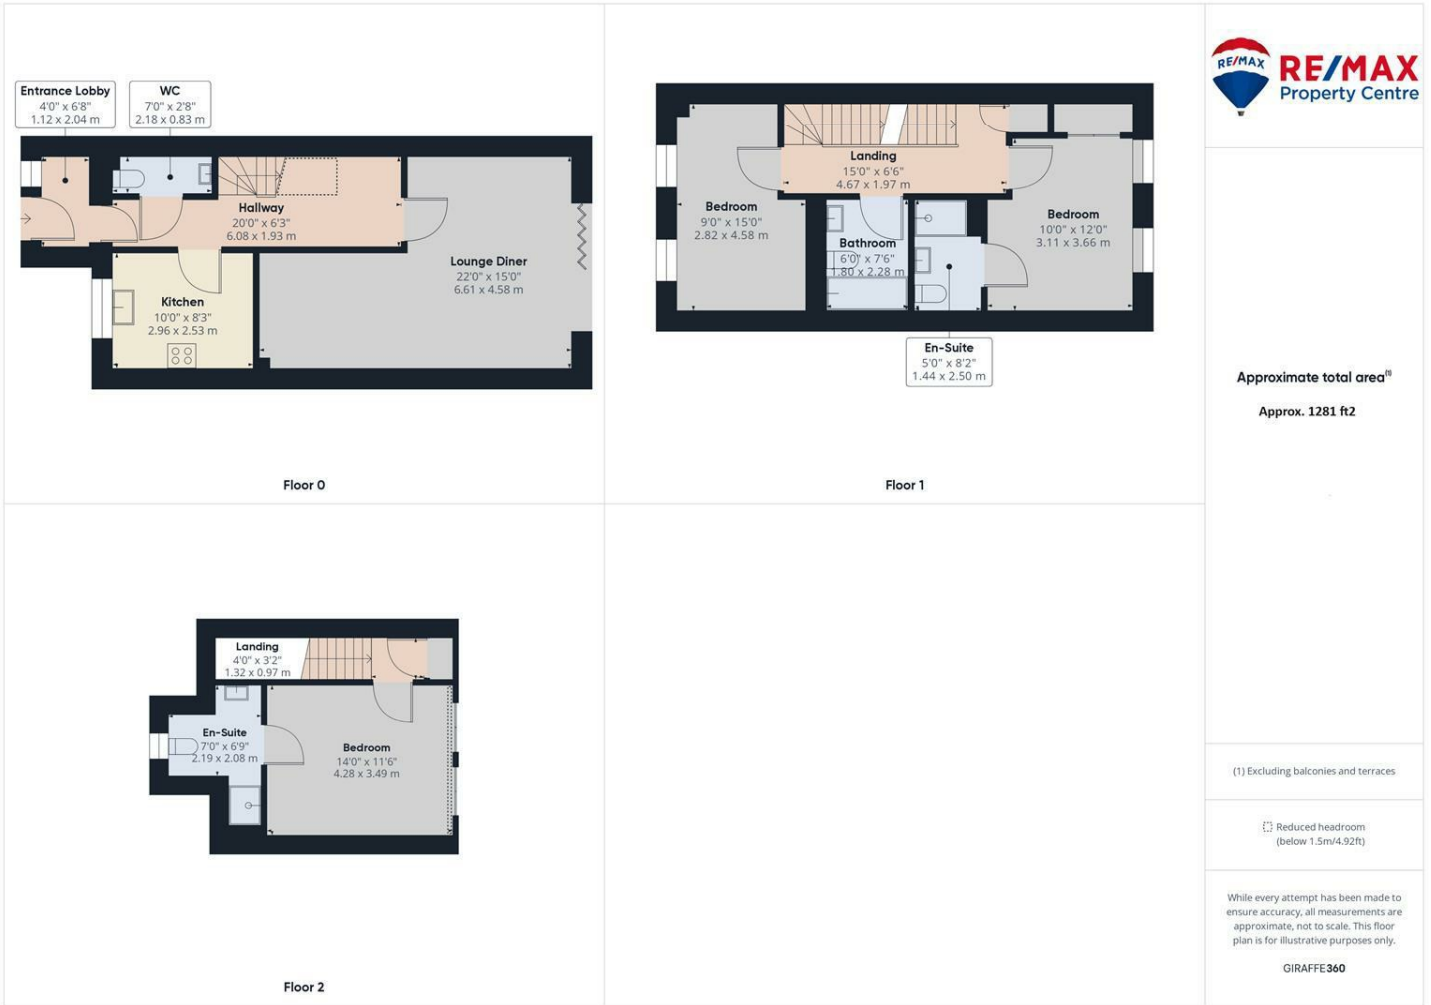 Entrance Lobby
4'0" x 6'8"
1.12 x 2.04 m
WC
7'0" x 2'8"
2.18 x 0.83 m
Hallway
20'0" x 6'3"
6.08 x 1.93 m
Lounge Diner
22'0" x 15'0"
6.61 x 4.58 m
Kitchen
10'0" x 8'3"
2.96 x 2.53 m
Floor 0
Landing
15'0" x 6'6"
4.67 x 1.97 m
Bedroom
9'0" x 15'0"
2.82 x 4.58 m
Bathroom
6'0" x 7'6"
1.80 x 2.28 m
Bedroom
10'0" x 12'0"
3.11 x 3.66 m
En-Suite
5'0" x 8'2"
1.44 x 2.50 m
Floor 1
Landing
4'0" x 3'2"
1.32 x 0.97 m
En-Suite
7'0" x 6'9"
2.19 x 2.08 m
Bedroom
14'0" x 11'6"
4.28 x 3.49 m
Floor 2
RE/MAX
RE/MAX
Property Centre
Approximate total area(1)
Approx. 1281 ft2
(1) Excluding balconies and terraces
Reduced headroom
(below 1.5m/4.92ft)
While every attempt has been made to
ensure accuracy, all measurements are
approximate, not to scale. This floor
plan is for illustrative purposes only.
GIRAFFE360